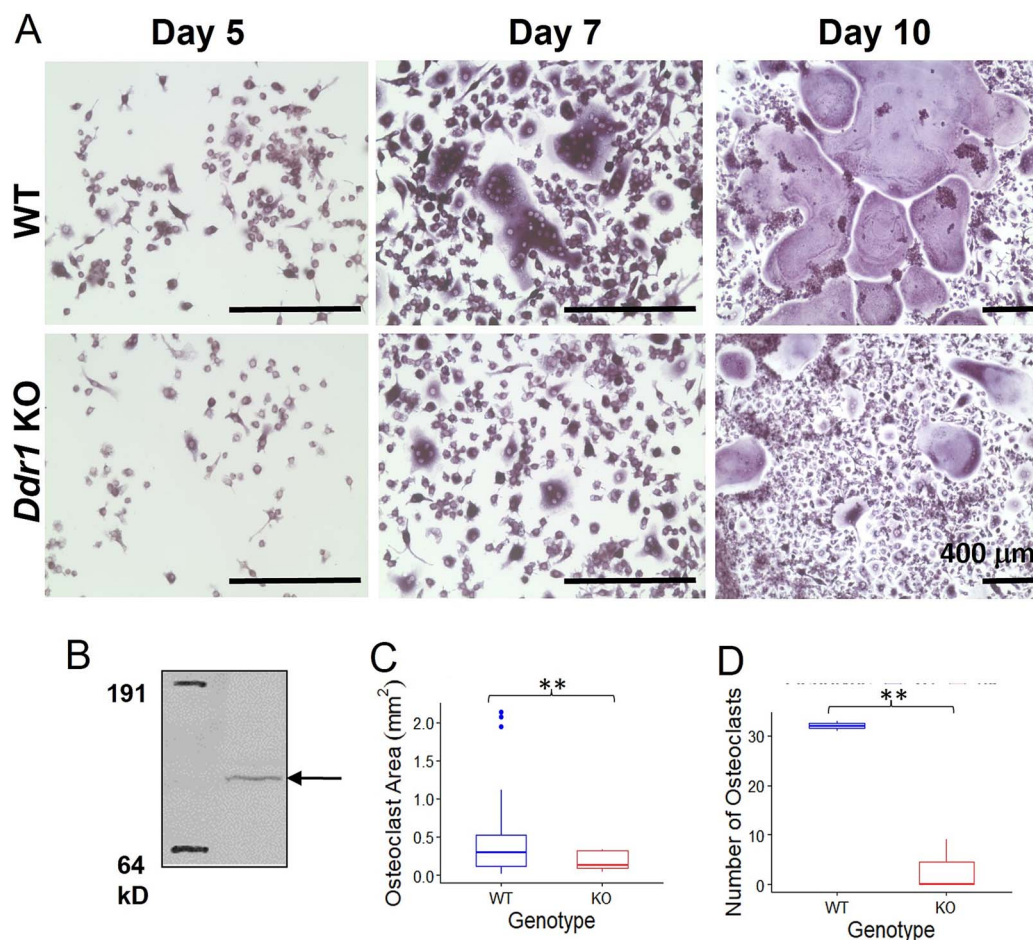 A
Day 5
Day 7
Day 10
WT
Ddr1 KO
400 μm
B
191
64
kD
C
**
Osteoclast Area (mm²)
2.0
1.5
1.0
0.5
0.0
WT
KO
Genotype
D
**
Number of Osteoclasts
30
20
10
0
WT
KO
Genotype